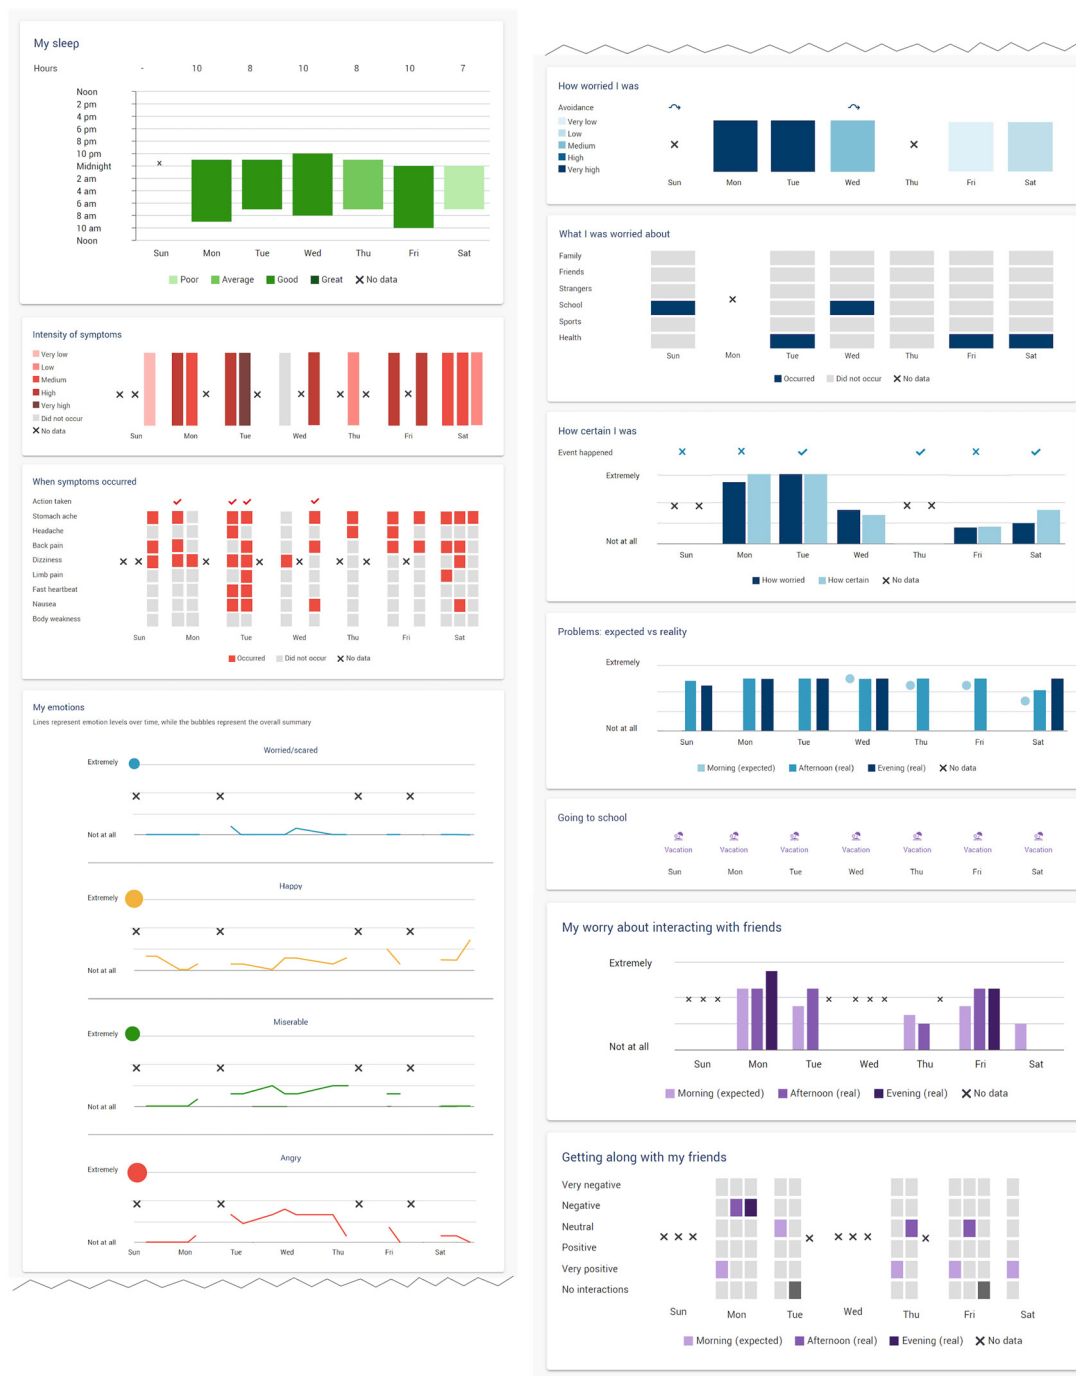 My sleep
Hours - 10 8 10 8 10 7
Noon
2 pm
4 pm
6 pm
8 pm
10 pm
Midnight
2 am
4 am
6 am
8 am
10 am
Noon
Sun Mon Tue Wed Thu Fri Sat
Poor Average Good Great No data
Intensity of symptoms
Very low
Low
Medium
High
Very high
Did not occur
No data
Sun Mon Tue Wed Thu Fri Sat
When symptoms occurred
Action taken
Stomach ache
Headache
Back pain
Dizziness
Limb pain
Fast heartbeat
Nausea
Body weakness
Sun Mon Tue Wed Thu Fri Sat
Occurred Did not occur No data
My emotions
Lines represent emotion levels over time, while the bubbles represent the overall summary
Worried/scared
Extremely
Not at all
Happy
Extremely
Not at all
Miserable
Extremely
Not at all
Angry
Extremely
Not at all
Sun Mon Tue Wed Thu Fri Sat
How worried I was
Avoidance
Very low
Low
Medium
High
Very high
Sun Mon Tue Wed Thu Fri Sat
What I was worried about
Family
Friends
Strangers
School
Sports
Health
Sun Mon Tue Wed Thu Fri Sat
Occurred Did not occur No data
How certain I was
Event happened
Extremely
Not at all
Sun Mon Tue Wed Thu Fri Sat
How worried How certain No data
Problems: expected vs reality
Extremely
Not at all
Sun Mon Tue Wed Thu Fri Sat
Morning (expected) Afternoon (real) Evening (real) No data
Going to school
Vacation Vacation Vacation Vacation Vacation Vacation Vacation
Sun Mon Tue Wed Thu Fri Sat
My worry about interacting with friends
Extremely
Not at all
Sun Mon Tue Wed Thu Fri Sat
Morning (expected) Afternoon (real) Evening (real) No data
Getting along with my friends
Very negative
Negative
Neutral
Positive
Very positive
No interactions
Sun Mon Tue Wed Thu Fri Sat
Morning (expected) Afternoon (real) Evening (real) No data